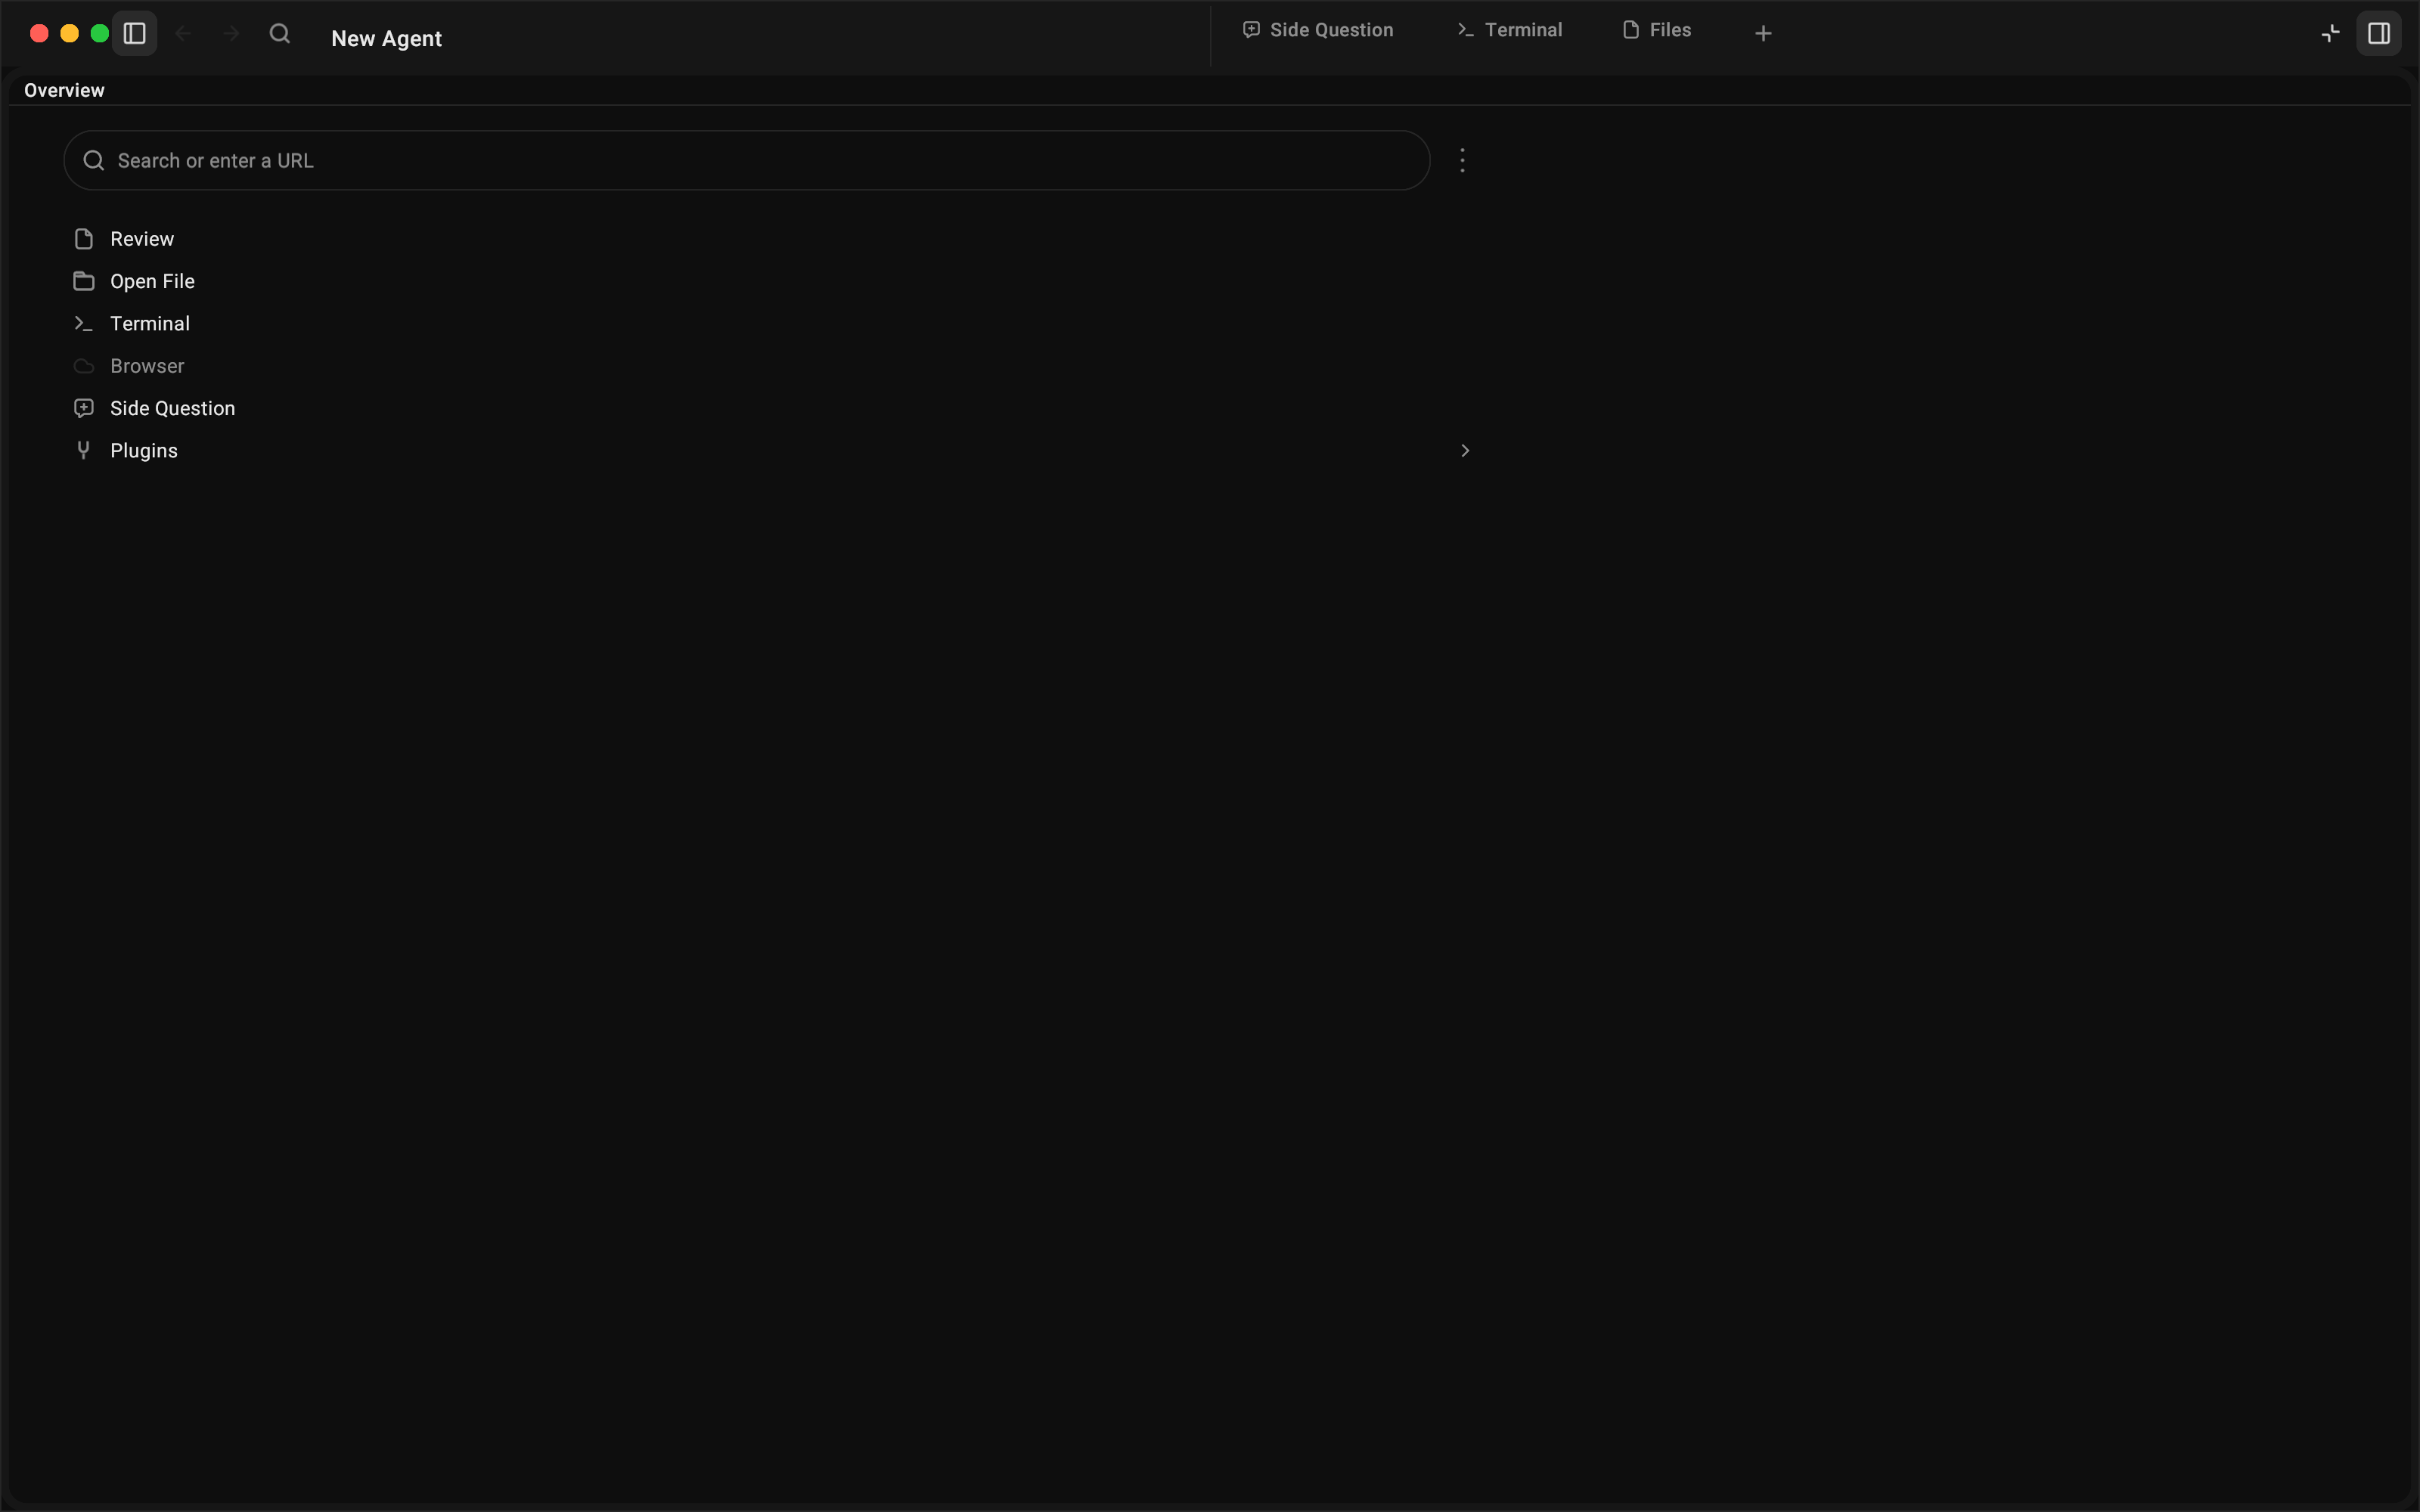 New Agent
Side Question
Terminal
Files
Overview
Search or enter a URL
Review
Open File
Terminal
Browser
Side Question
Plugins